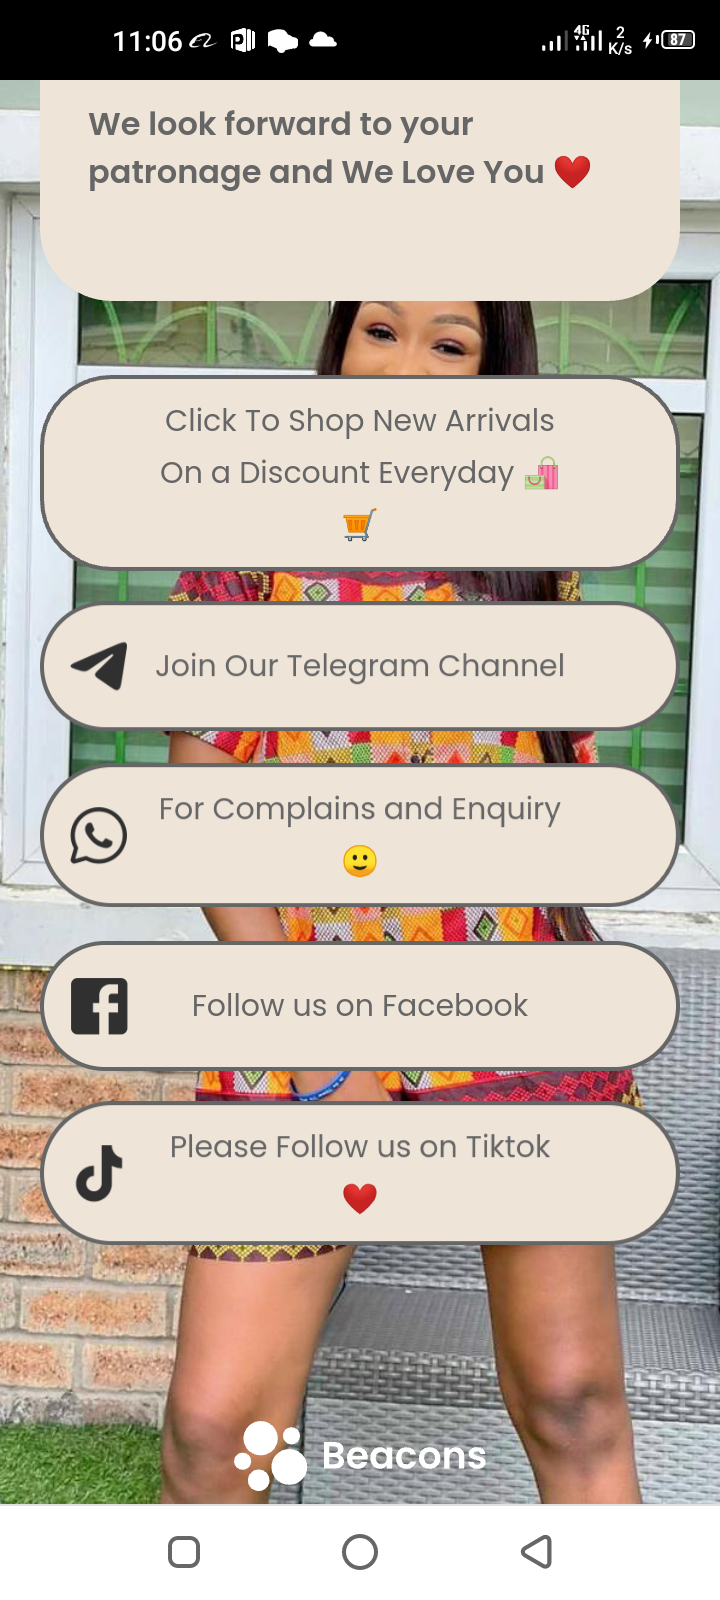 11:06
4G
2
K/s
87
We look forward to your
patronage and We Love You ❤️
Click To Shop New Arrivals
On a Discount Everyday 🛍️
🛒
Join Our Telegram Channel
For Complains and Enquiry
🙂
Follow us on Facebook
Please Follow us on Tiktok
❤️
Beacons